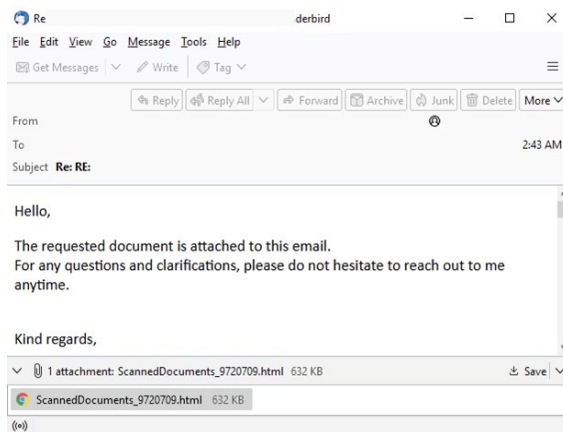 Re derbird
File Edit View Go Message Tools Help
Get Messages Write Tag
Reply Reply All Forward Archive Junk Delete More
From
To 2:43 AM
Subject Re: RE:
Hello,
The requested document is attached to this email.
For any questions and clarifications, please do not hesitate to reach out to me
anytime.
Kind regards,
1 attachment: ScannedDocuments_9720709.html 632 KB Save
ScannedDocuments_9720709.html 632 KB